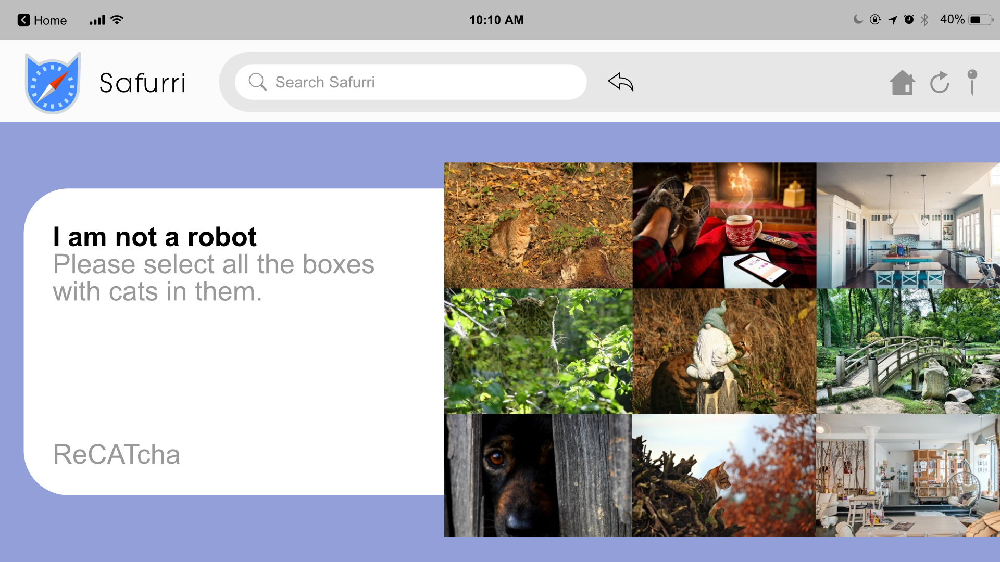 Home
10:10 AM
40%
Safurri
Search Safurri
I am not a robot
Please select all the boxes
with cats in them.
ReCATcha